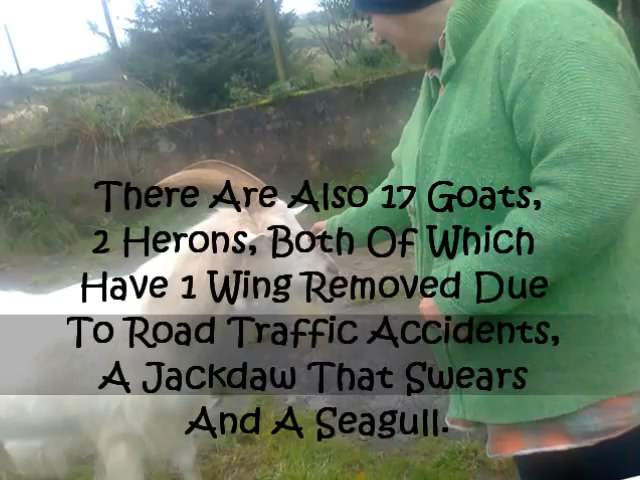 There Are Also 17 Goats,
2 Herons, Both Of Which
Have 1 Wing Removed Due
To Road Traffic Accidents,
A Jackdaw That Swears
And A Seagull.